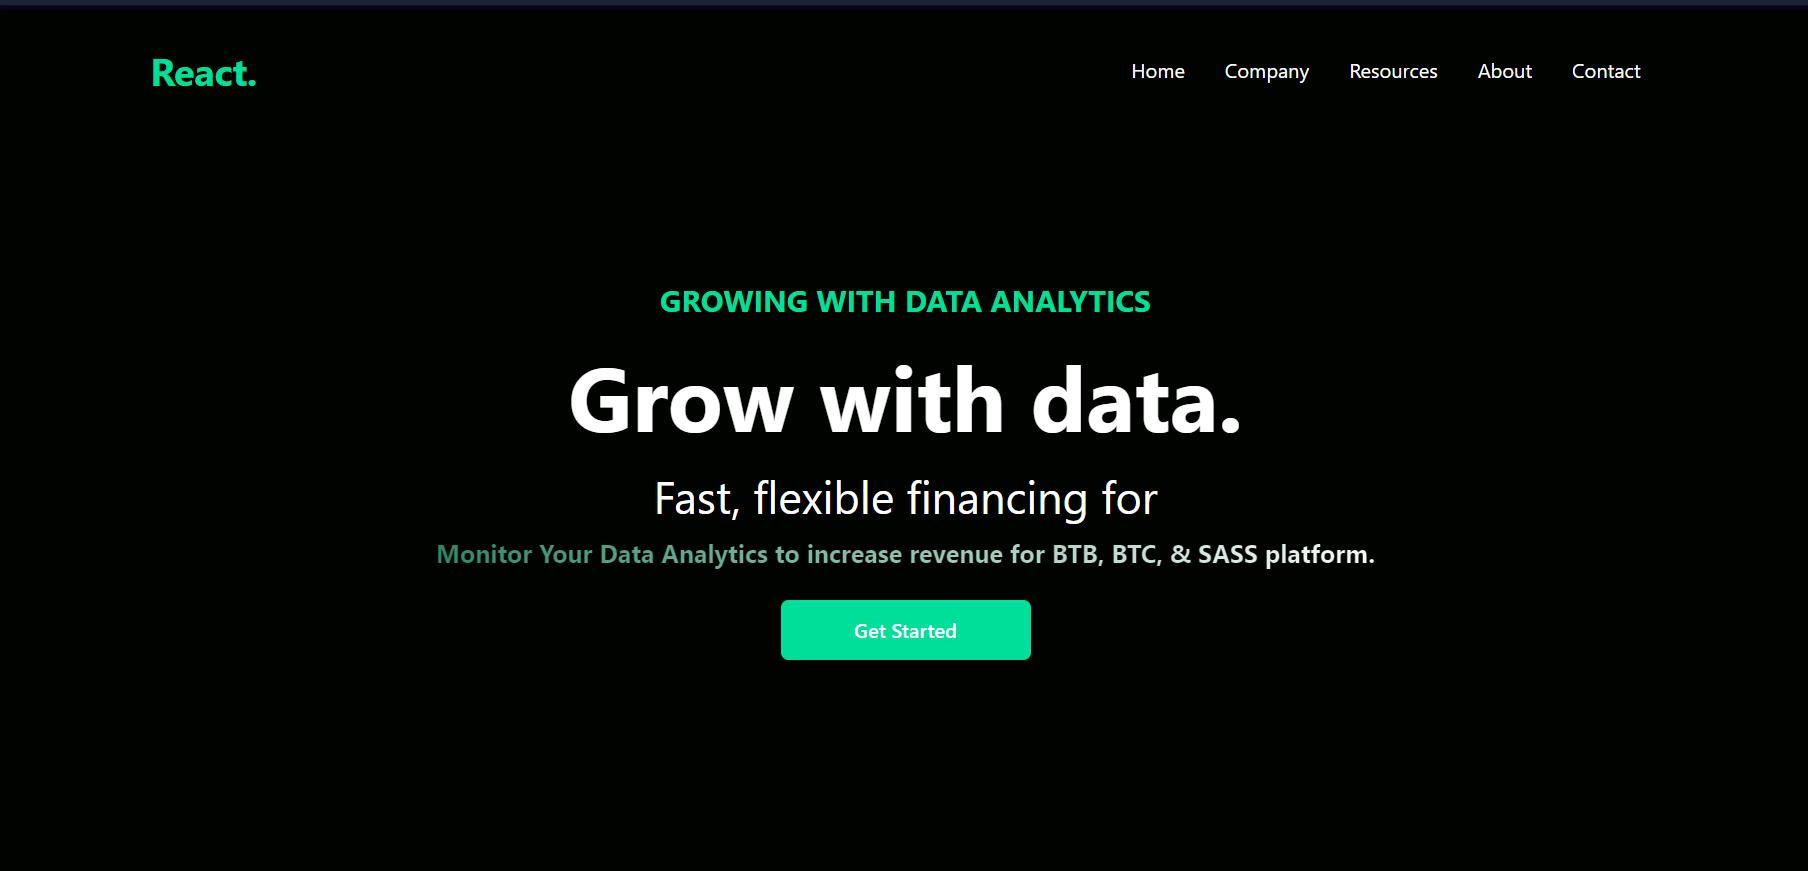 React.
Home Company Resources About Contact
GROWING WITH DATA ANALYTICS
Grow with data.
Fast, flexible financing for
Monitor Your Data Analytics to increase revenue for BTB, BTC, & SASS platform.
Get Started